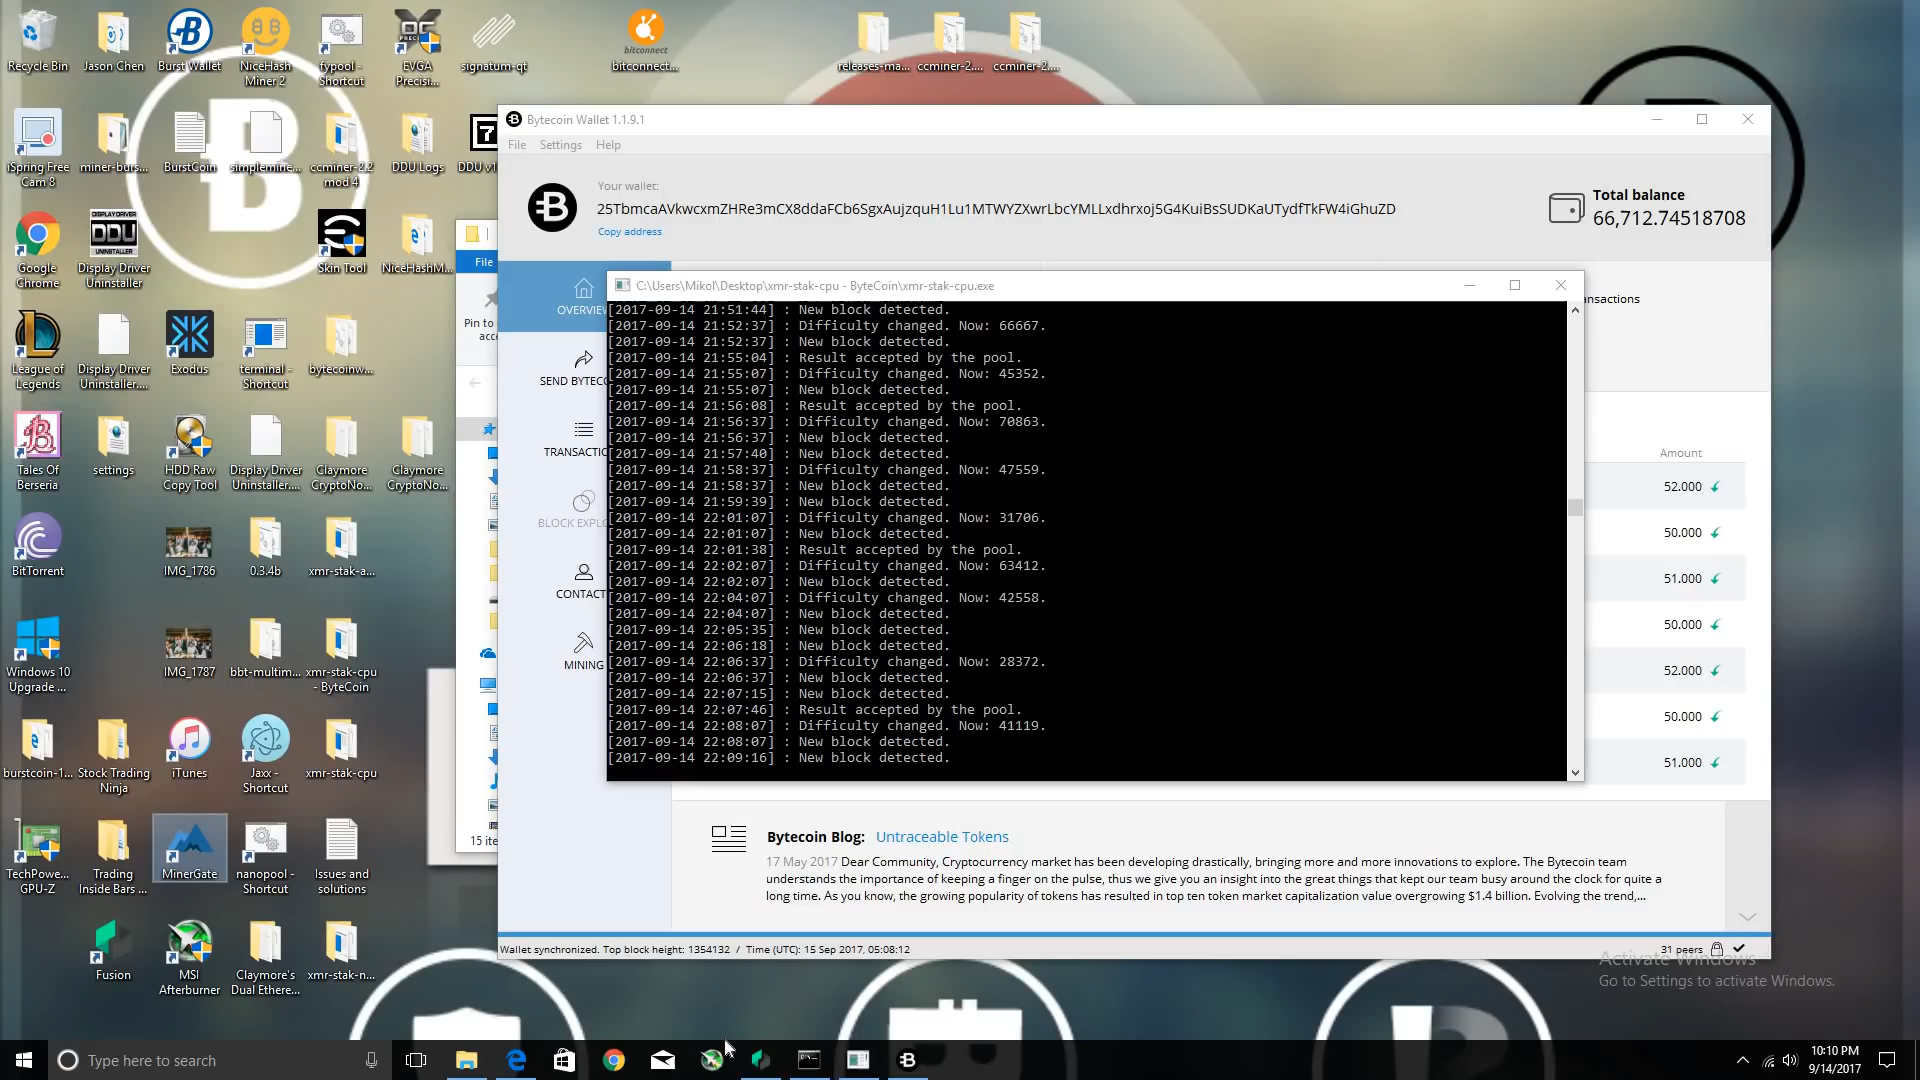 Recycle Bin
Jason Chen
Burst Wallet
NiceHash Miner 2
fypool - Shortcut
EVGA Precisi...
signatum-qt
bitconnect
bitconnect...
releases-ma...
ccminer-2....
ccminer-2....
iSpring Free Cam 8
miner-burs...
BurstCoin
simplemine...
ccminer-2.2 mod 4
DDU Logs
DDU v1
Google Chrome
Display Driver Uninstaller
Skin Tool
NiceHashM...
League of Legends
Display Driver Uninstaller....
Exodus
terminal - Shortcut
bytecoinw...
Tales Of Berseria
settings
HDD Raw Copy Tool
Display Driver Uninstaller....
Claymore CryptoNo...
Claymore CryptoNo...
BitTorrent
IMG_1786
0.3.4b
xmr-stak-a...
Windows 10 Upgrade ...
IMG_1787
bbt-multim...
xmr-stak-cpu - ByteCoin
burstcoin-1...
Stock Trading Ninja
iTunes
Jaxx - Shortcut
xmr-stak-cpu
TechPowe... GPU-Z
Trading Inside Bars ...
MinerGate
nanopool - Shortcut
Issues and solutions
Fusion
MSI Afterburner
Claymore's Dual Ethere...
xmr-stak-n...
File
Pin to
acce
15 ite
Bytecoin Wallet 1.1.9.1
File Settings Help
Your wallet:
25TbmcaAVkwcxmZHRe3mCX8ddaFCb6SgxAujzquH1Lu1MTWYZXwrLbcYMLLxdhrxoj5G4KuiBsSUDKaUTydfTkFW4iGhuZD
Copy address
Total balance
66,712.74518708
OVERVIEW
SEND BYTECO
TRANSACTIO
BLOCK EXPLO
CONTACT
MINING
ansactions
C:\Users\Mikol\Desktop\xmr-stak-cpu - ByteCoin\xmr-stak-cpu.exe
[2017-09-14 21:51:44] : New block detected.
[2017-09-14 21:52:37] : Difficulty changed. Now: 66667.
[2017-09-14 21:52:37] : New block detected.
[2017-09-14 21:55:04] : Result accepted by the pool.
[2017-09-14 21:55:07] : Difficulty changed. Now: 45352.
[2017-09-14 21:55:07] : New block detected.
[2017-09-14 21:56:08] : Result accepted by the pool.
[2017-09-14 21:56:37] : Difficulty changed. Now: 70863.
[2017-09-14 21:56:37] : New block detected.
[2017-09-14 21:57:40] : New block detected.
[2017-09-14 21:58:37] : Difficulty changed. Now: 47559.
[2017-09-14 21:58:37] : New block detected.
[2017-09-14 21:59:39] : New block detected.
[2017-09-14 22:01:07] : Difficulty changed. Now: 31706.
[2017-09-14 22:01:07] : New block detected.
[2017-09-14 22:01:38] : Result accepted by the pool.
[2017-09-14 22:02:07] : Difficulty changed. Now: 63412.
[2017-09-14 22:02:07] : New block detected.
[2017-09-14 22:04:07] : Difficulty changed. Now: 42558.
[2017-09-14 22:04:07] : New block detected.
[2017-09-14 22:05:35] : New block detected.
[2017-09-14 22:06:18] : New block detected.
[2017-09-14 22:06:37] : Difficulty changed. Now: 28372.
[2017-09-14 22:06:37] : New block detected.
[2017-09-14 22:07:15] : New block detected.
[2017-09-14 22:07:46] : Result accepted by the pool.
[2017-09-14 22:08:07] : Difficulty changed. Now: 41119.
[2017-09-14 22:08:07] : New block detected.
[2017-09-14 22:09:16] : New block detected.
Amount
52.000
50.000
51.000
50.000
52.000
50.000
51.000
Bytecoin Blog: Untraceable Tokens
17 May 2017 Dear Community, Cryptocurrency market has been developing drastically, bringing more and more innovations to explore. The Bytecoin team
understands the importance of keeping a finger on the pulse, thus we give you an insight into the great things that kept our team busy around the clock for quite a
long time. As you know, the growing popularity of tokens has resulted in top ten token market capitalization value overgrowing $1.4 billion. Evolving the trend,...
Wallet synchronized. Top block height: 1354132 / Time (UTC): 15 Sep 2017, 05:08:12
31 peers
Activate Windows
Go to Settings to activate Windows.
Type here to search
10:10 PM
9/14/2017